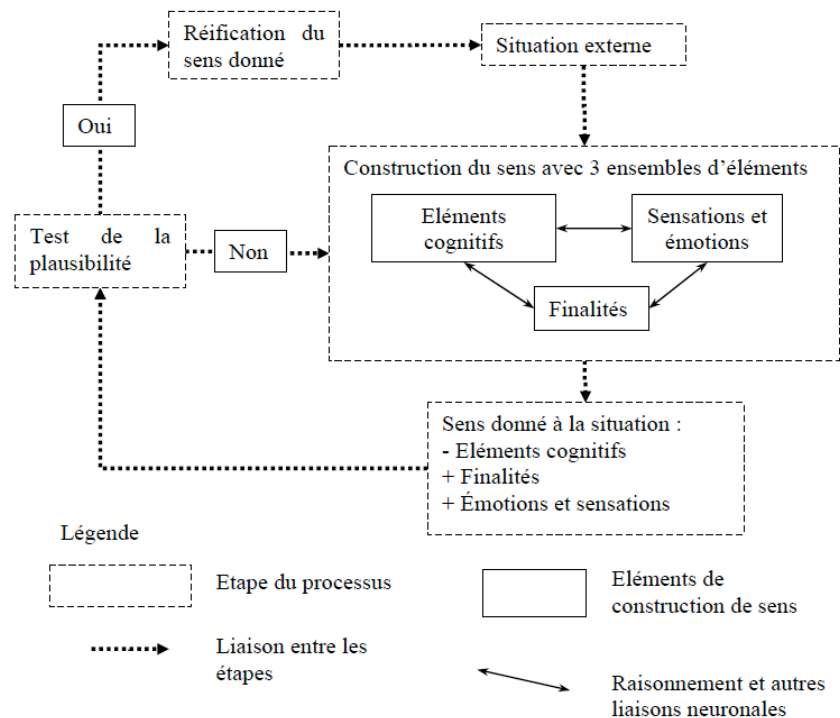 Réification du
sens donné
Situation externe
Oui
Construction du sens avec 3 ensembles d’éléments
Eléments
cognitifs
Sensations et
émotions
Test de la
plausibilité
Non
Finalités
Sens donné à la situation :
- Eléments cognitifs
+ Finalités
+ Émotions et sensations
Légende
Etape du processus
Eléments de
construction de sens
Liaison entre les
étapes
Raisonnement et autres
liaisons neuronales